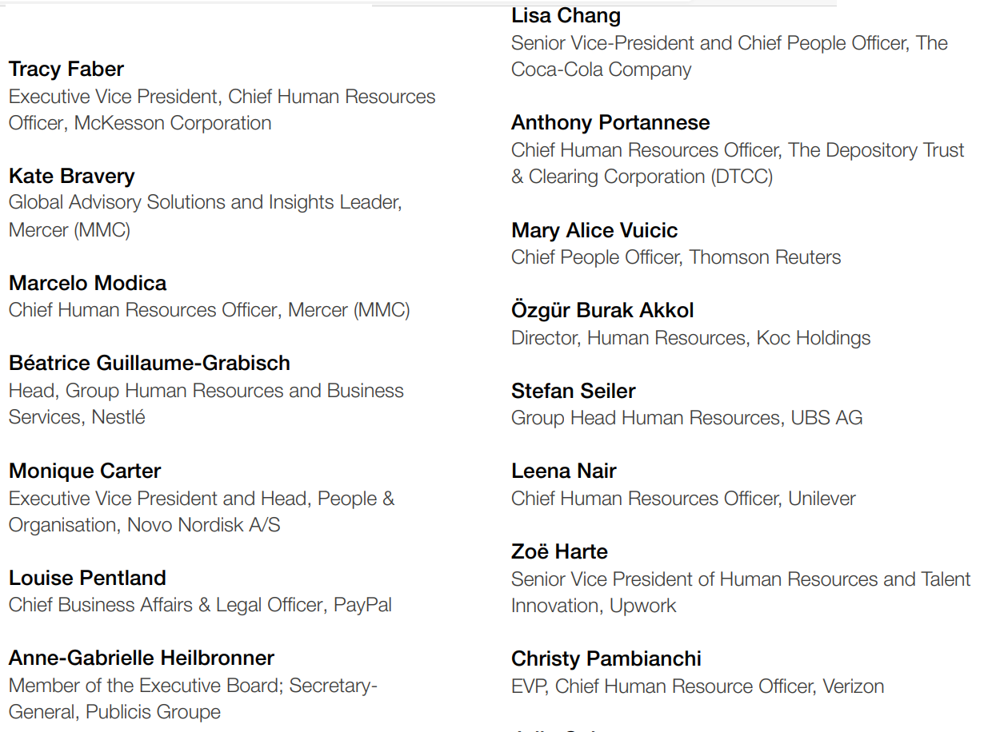 Tracy Faber
Executive Vice President, Chief Human Resources
Officer, McKesson Corporation
Kate Bravery
Global Advisory Solutions and Insights Leader,
Mercer (MMC)
Marcelo Modica
Chief Human Resources Officer, Mercer (MMC)
Béatrice Guillaume-Grabisch
Head, Group Human Resources and Business
Services, Nestlé
Monique Carter
Executive Vice President and Head, People &
Organisation, Novo Nordisk A/S
Louise Pentland
Chief Business Affairs & Legal Officer, PayPal
Anne-Gabrielle Heilbronner
Member of the Executive Board; Secretary-
General, Publicis Groupe
Lisa Chang
Senior Vice-President and Chief People Officer, The
Coca-Cola Company
Anthony Portannese
Chief Human Resources Officer, The Depository Trust
& Clearing Corporation (DTCC)
Mary Alice Vuicic
Chief People Officer, Thomson Reuters
Özgür Burak Akkol
Director, Human Resources, Koc Holdings
Stefan Seiler
Group Head Human Resources, UBS AG
Leena Nair
Chief Human Resources Officer, Unilever
Zoë Harte
Senior Vice President of Human Resources and Talent
Innovation, Upwork
Christy Pambianchi
EVP, Chief Human Resource Officer, Verizon